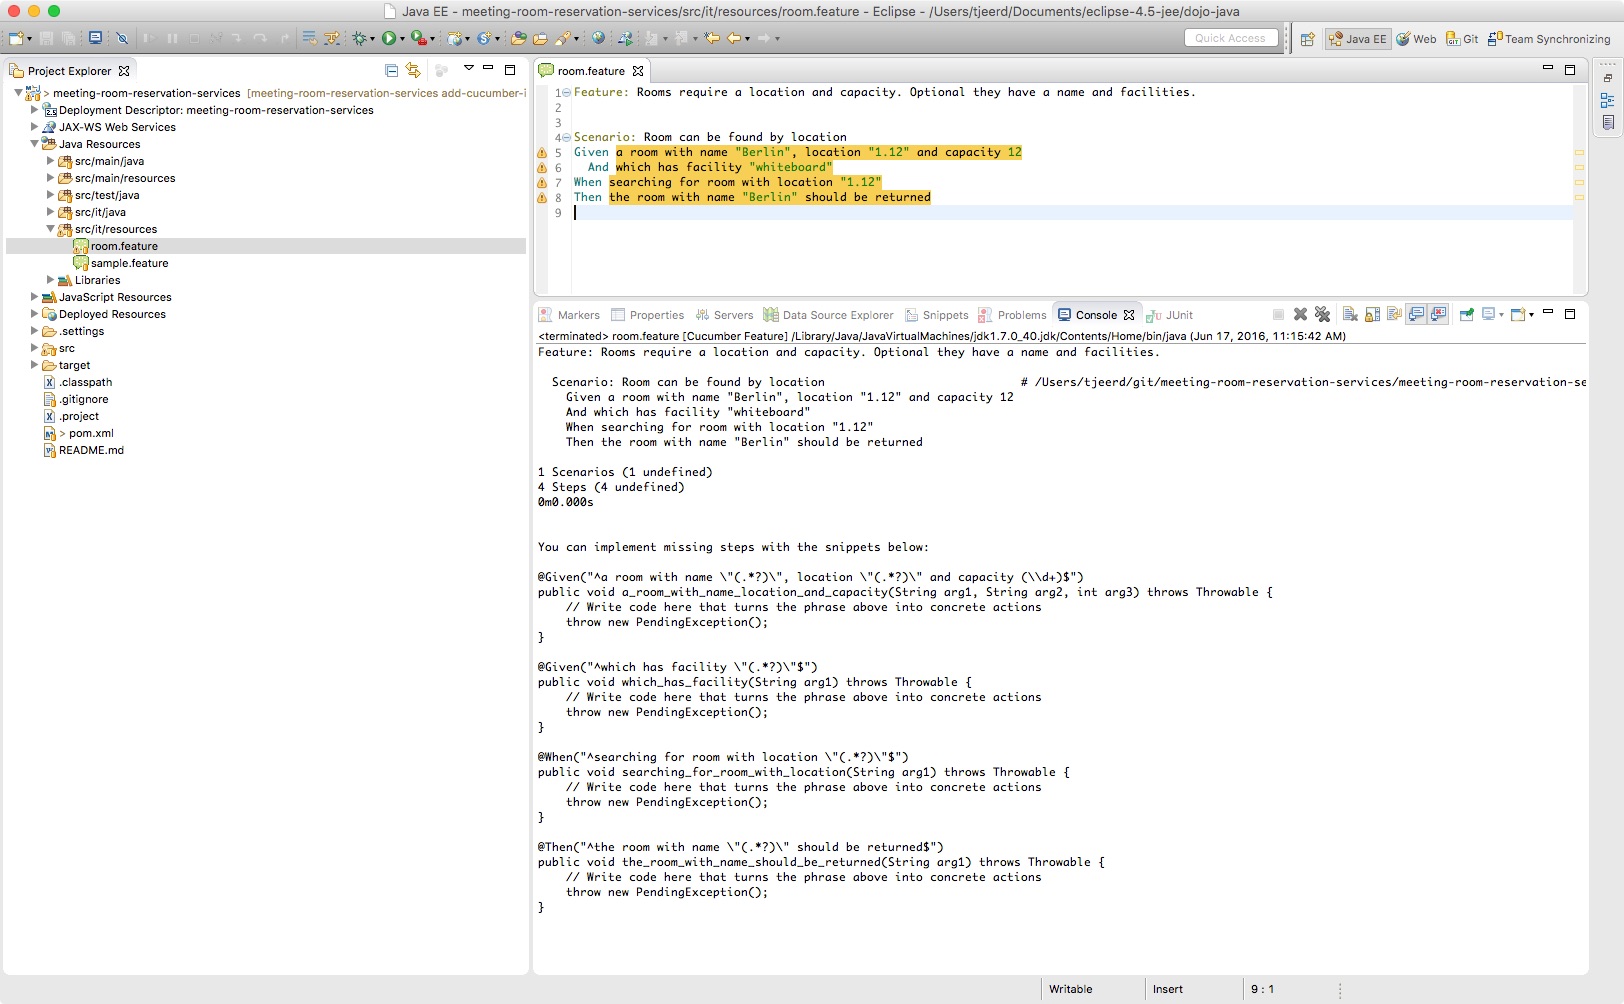 Java EE - meeting-room-reservation-services/src/it/resources/room.feature - Eclipse - /Users/tjeerd/Documents/eclipse-4.5-jee/dojo-java
Quick Access
Java EE
Web
Git
Team Synchronizing
Project Explorer
> meeting-room-reservation-services [meeting-room-reservation-services add-cucumber-i
Deployment Descriptor: meeting-room-reservation-services
JAX-WS Web Services
Java Resources
src/main/java
src/main/resources
src/test/java
src/it/java
src/it/resources
room.feature
sample.feature
Libraries
JavaScript Resources
Deployed Resources
.settings
src
target
.classpath
.gitignore
.project
> pom.xml
README.md
room.feature
1 Feature: Rooms require a location and capacity. Optional they have a name and facilities.
2
3
4 Scenario: Room can be found by location
5 Given a room with name "Berlin", location "1.12" and capacity 12
6 And which has facility "whiteboard"
7 When searching for room with location "1.12"
8 Then the room with name "Berlin" should be returned
9
Markers
Properties
Servers
Data Source Explorer
Snippets
Problems
Console
JUnit
<terminated> room.feature [Cucumber Feature] /Library/Java/JavaVirtualMachines/jdk1.7.0_40.jdk/Contents/Home/bin/java (Jun 17, 2016, 11:15:42 AM)
Feature: Rooms require a location and capacity. Optional they have a name and facilities.
Scenario: Room can be found by location # /Users/tjeerd/git/meeting-room-reservation-services/meeting-room-reservation-se
Given a room with name "Berlin", location "1.12" and capacity 12
And which has facility "whiteboard"
When searching for room with location "1.12"
Then the room with name "Berlin" should be returned
1 Scenarios (1 undefined)
4 Steps (4 undefined)
0m0.000s
You can implement missing steps with the snippets below:
@Given("^a room with name \"(.*?)\", location \"(.*?)\" and capacity (\\d+)$")
public void a_room_with_name_location_and_capacity(String arg1, String arg2, int arg3) throws Throwable {
// Write code here that turns the phrase above into concrete actions
throw new PendingException();
}
@Given("^which has facility \"(.*?)\"$")
public void which_has_facility(String arg1) throws Throwable {
// Write code here that turns the phrase above into concrete actions
throw new PendingException();
}
@When("^searching for room with location \"(.*?)\"$")
public void searching_for_room_with_location(String arg1) throws Throwable {
// Write code here that turns the phrase above into concrete actions
throw new PendingException();
}
@Then("^the room with name \"(.*?)\" should be returned$")
public void the_room_with_name_should_be_returned(String arg1) throws Throwable {
// Write code here that turns the phrase above into concrete actions
throw new PendingException();
}
Writable
Insert
9 : 1